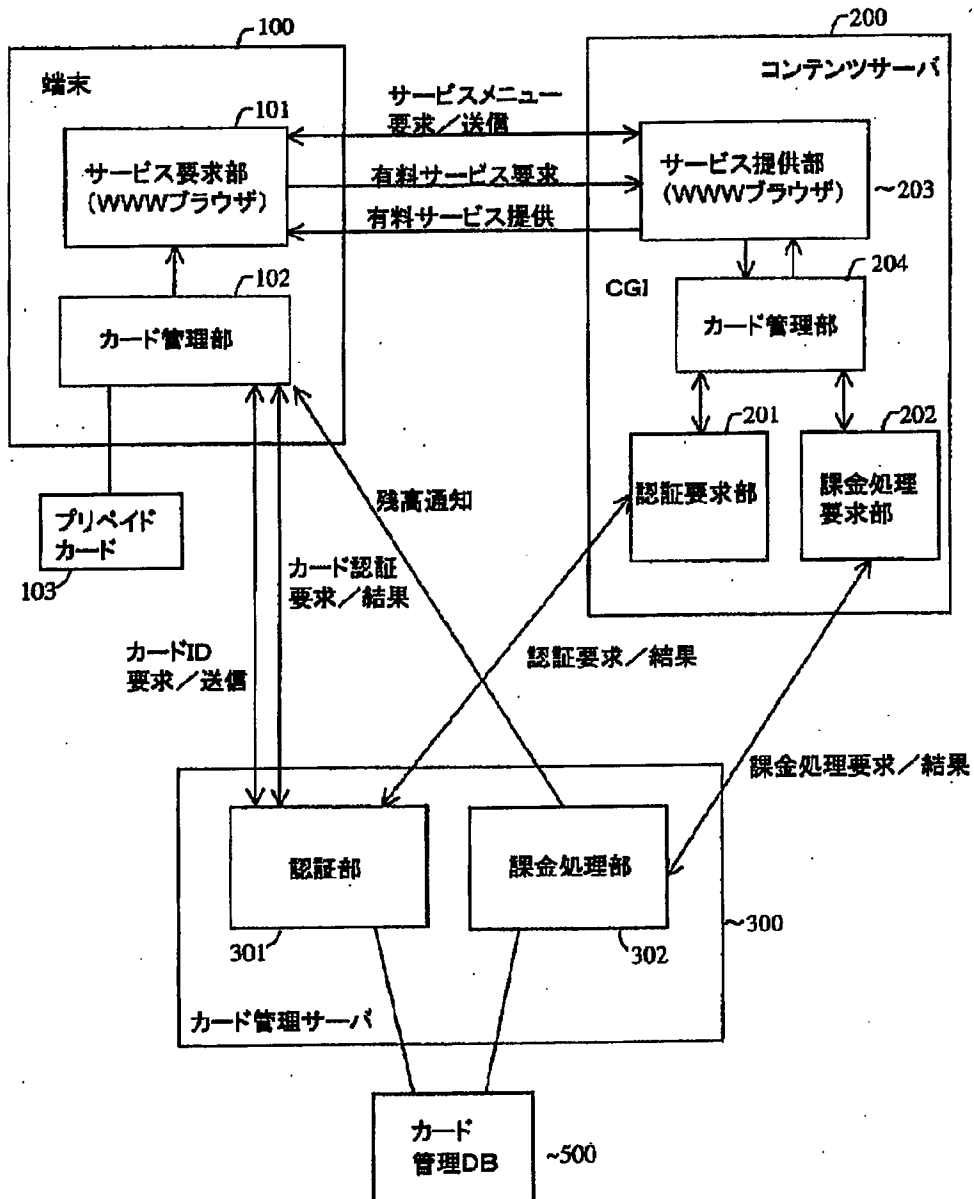 100
端末
101
サービス要求部
(WWWブラウザ)
102
カード管理部
プリペイド
カード
103
サービスメニュー
要求/送信
有料サービス要求
有料サービス提供
200
コンテンツサーバ
サービス提供部
(WWWブラウザ)
~203
CGI
204
カード管理部
201
認証要求部
202
課金処理
要求部
残高通知
カード認証
要求/結果
カードID
要求/送信
認証要求/結果
課金処理要求/結果
認証部
301
課金処理部
302
~300
カード管理サーバ
カード
管理DB
~500